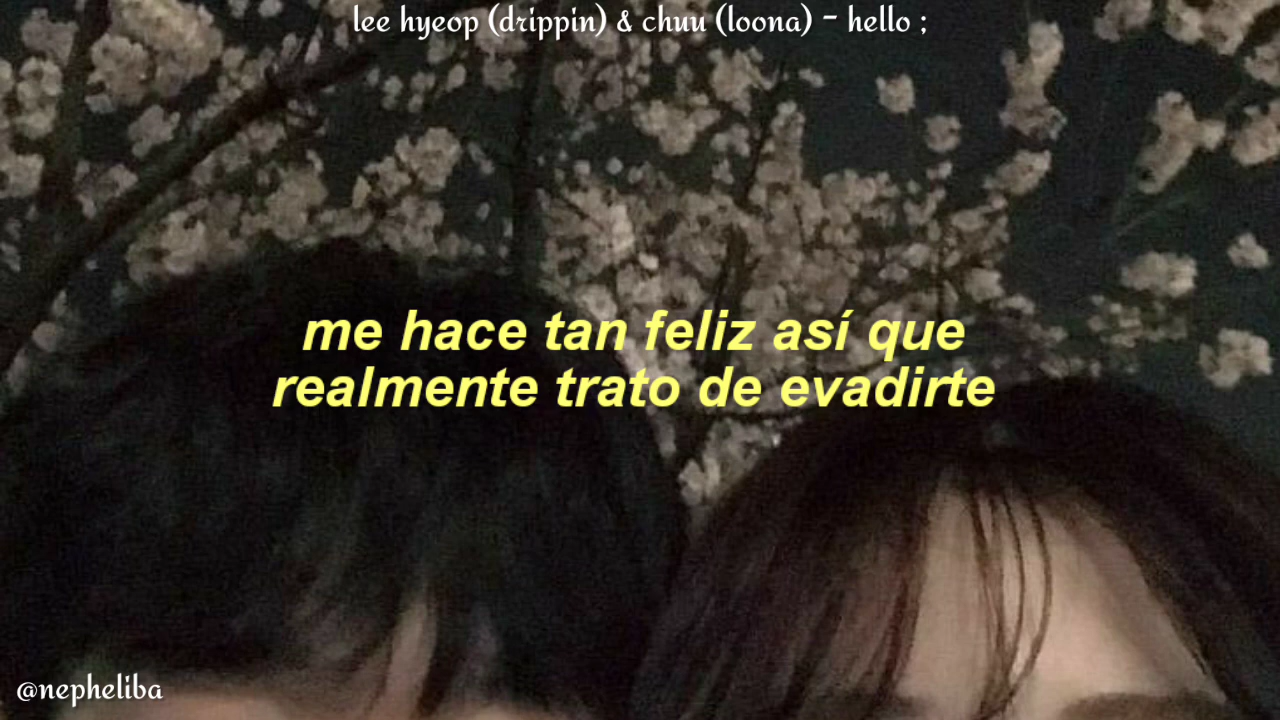 lee hyeop (drippin) & chuu (loona) - hello ;
me hace tan feliz así que
realmente trato de evadirte
@nepheliba